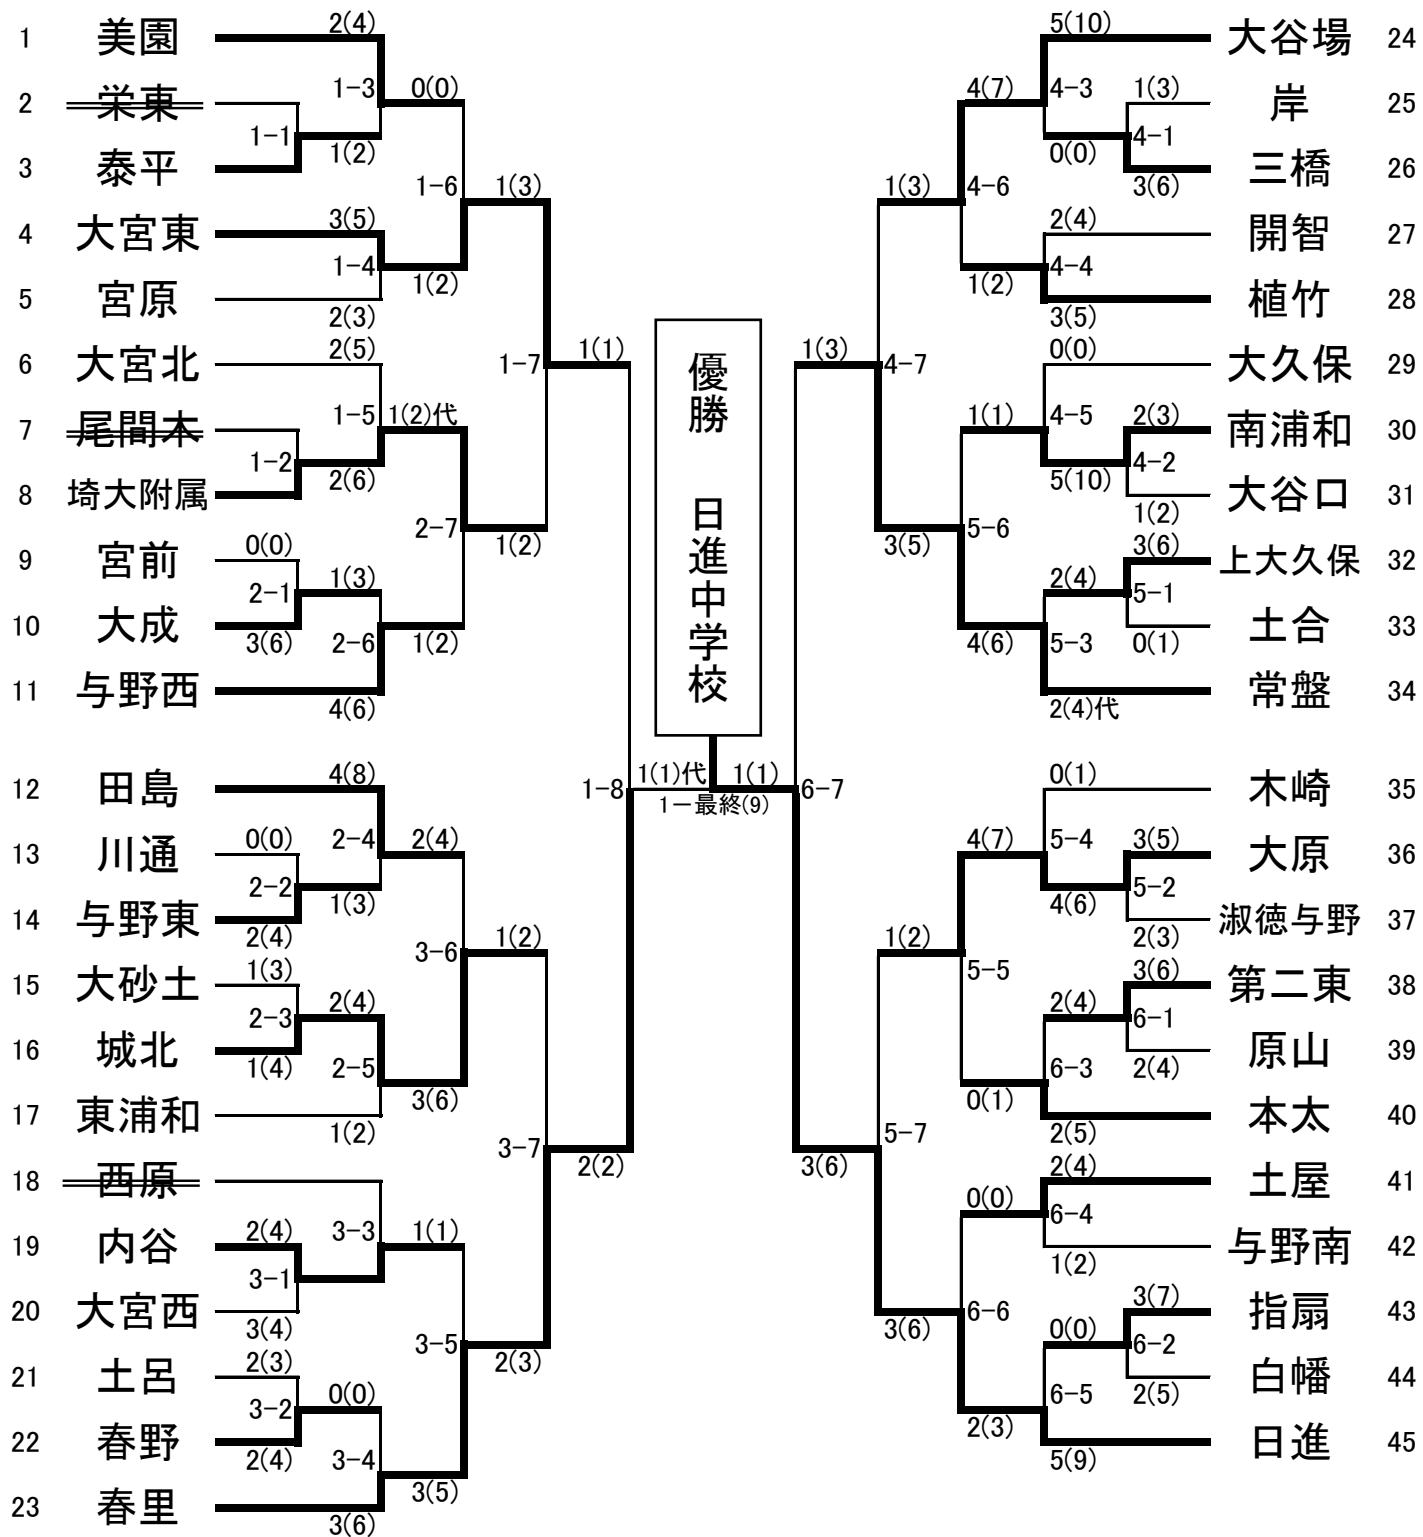 1 美園 2(4)
2 栄東 1-3 0(0)
1-1
3 泰平 1(2)
1-6 1(3)
4 大宮東 3(5)
1-4 1(2)
5 宮原 2(3)
6 大宮北 2(5)
1-7 1(1)
7 尾間木 1-5 1(2)代
1-2 2(6)
8 埼大附属
2-7 1(2)
9 宮前 0(0)
2-1 1(3)
10 大成 3(6) 2-6 1(2)
11 与野西 4(6)
12 田島 4(8)
1-8
13 川通 0(0) 2-4 2(4)
2-2 1(3)
14 与野東 2(4)
3-6 1(2)
15 大砂土 1(3)
2-3 2(4)
16 城北 1(4) 2-5 3(6)
17 東浦和 1(2)
3-7 2(2)
18 西原
19 内谷 2(4) 3-3 1(1)
3-1
20 大宮西 3(4)
3-5 2(3)
21 土呂 2(3)
3-2 0(0)
22 春野 2(4) 3-4 3(5)
23 春里 3(6)
優勝 日進中学校
1(1)代 1(1)
1-最終(9)
5(10) 大谷場 24
4(7) 4-3 1(3) 岸 25
0(0) 4-1
3(6) 三橋 26
1(3) 4-6
2(4) 開智 27
1(2) 4-4
3(5) 植竹 28
1(3) 4-7
0(0) 大久保 29
1(1) 4-5 2(3) 南浦和 30
5(10) 4-2
1(2) 大谷口 31
3(5) 5-6
3(6) 上大久保 32
2(4) 5-1
4(6) 5-3 0(1) 土合 33
2(4)代 常盤 34
6-7
0(1) 木崎 35
4(7) 5-4 3(5) 大原 36
4(6) 5-2
2(3) 淑徳与野 37
1(2) 5-5
3(6) 第二東 38
2(4) 6-1
0(1) 6-3 2(4) 原山 39
2(5) 本太 40
3(6) 5-7
2(4) 土屋 41
0(0) 6-4
1(2) 与野南 42
3(6) 6-6
3(7) 指扇 43
0(0) 6-2
2(3) 6-5 2(5) 白幡 44
5(9) 日進 45